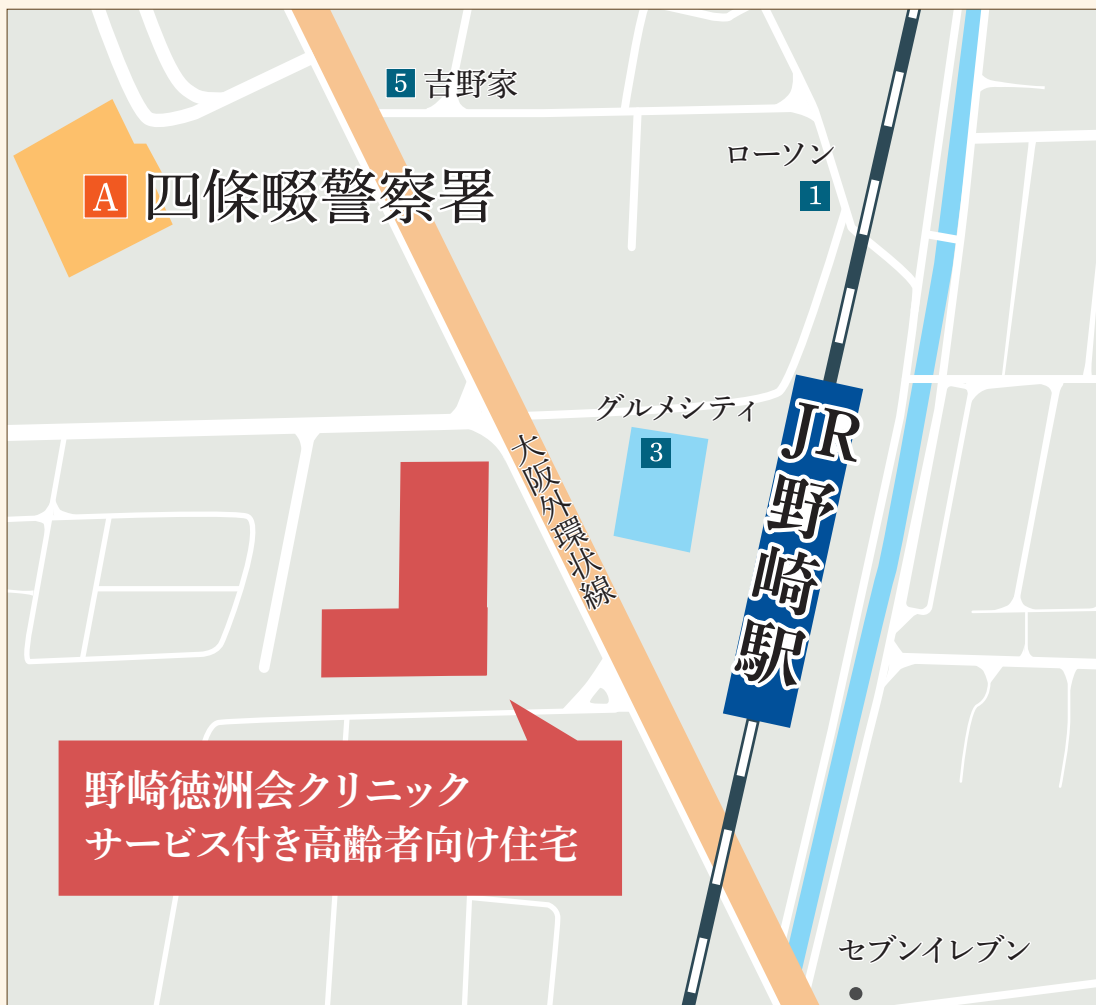 5 吉野家
ローソン
1
A 四條畷警察署
グルメシティ
3
大阪外環状線
JR野崎駅
野崎徳洲会クリニック
サービス付き高齢者向け住宅
セブンイレブン